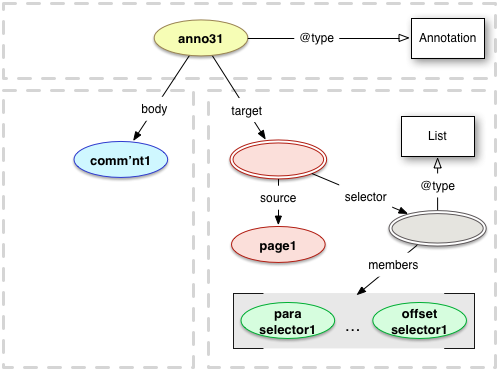 anno31
@type
Annotation
body
target
List
comm'nt1
@type
source
selector
page1
members
para
selector1
...
offset
selector1